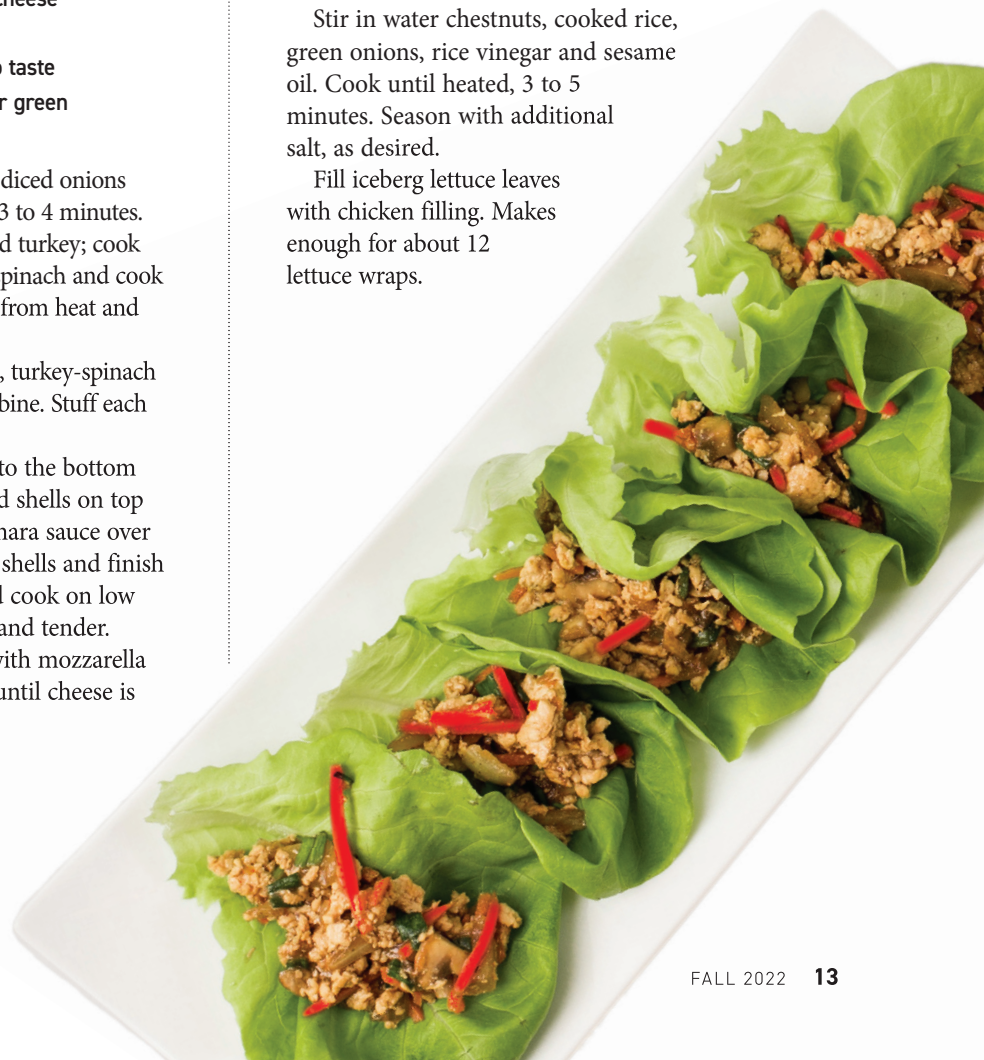 cheese
to taste
or green
diced onions
3 to 4 minutes.
turkey; cook
spinach and cook
from heat and
, turkey-spinach
Stuff each
to the bottom
shells on top
sauce over
shells and finish
cook on low
and tender.
with mozzarella
until cheese is
Stir in water chestnuts, cooked rice,
green onions, rice vinegar and sesame
oil. Cook until heated, 3 to 5
minutes. Season with additional
salt, as desired.
Fill iceberg lettuce leaves
with chicken filling. Makes
enough for about 12
lettuce wraps.
FALL 2022 13